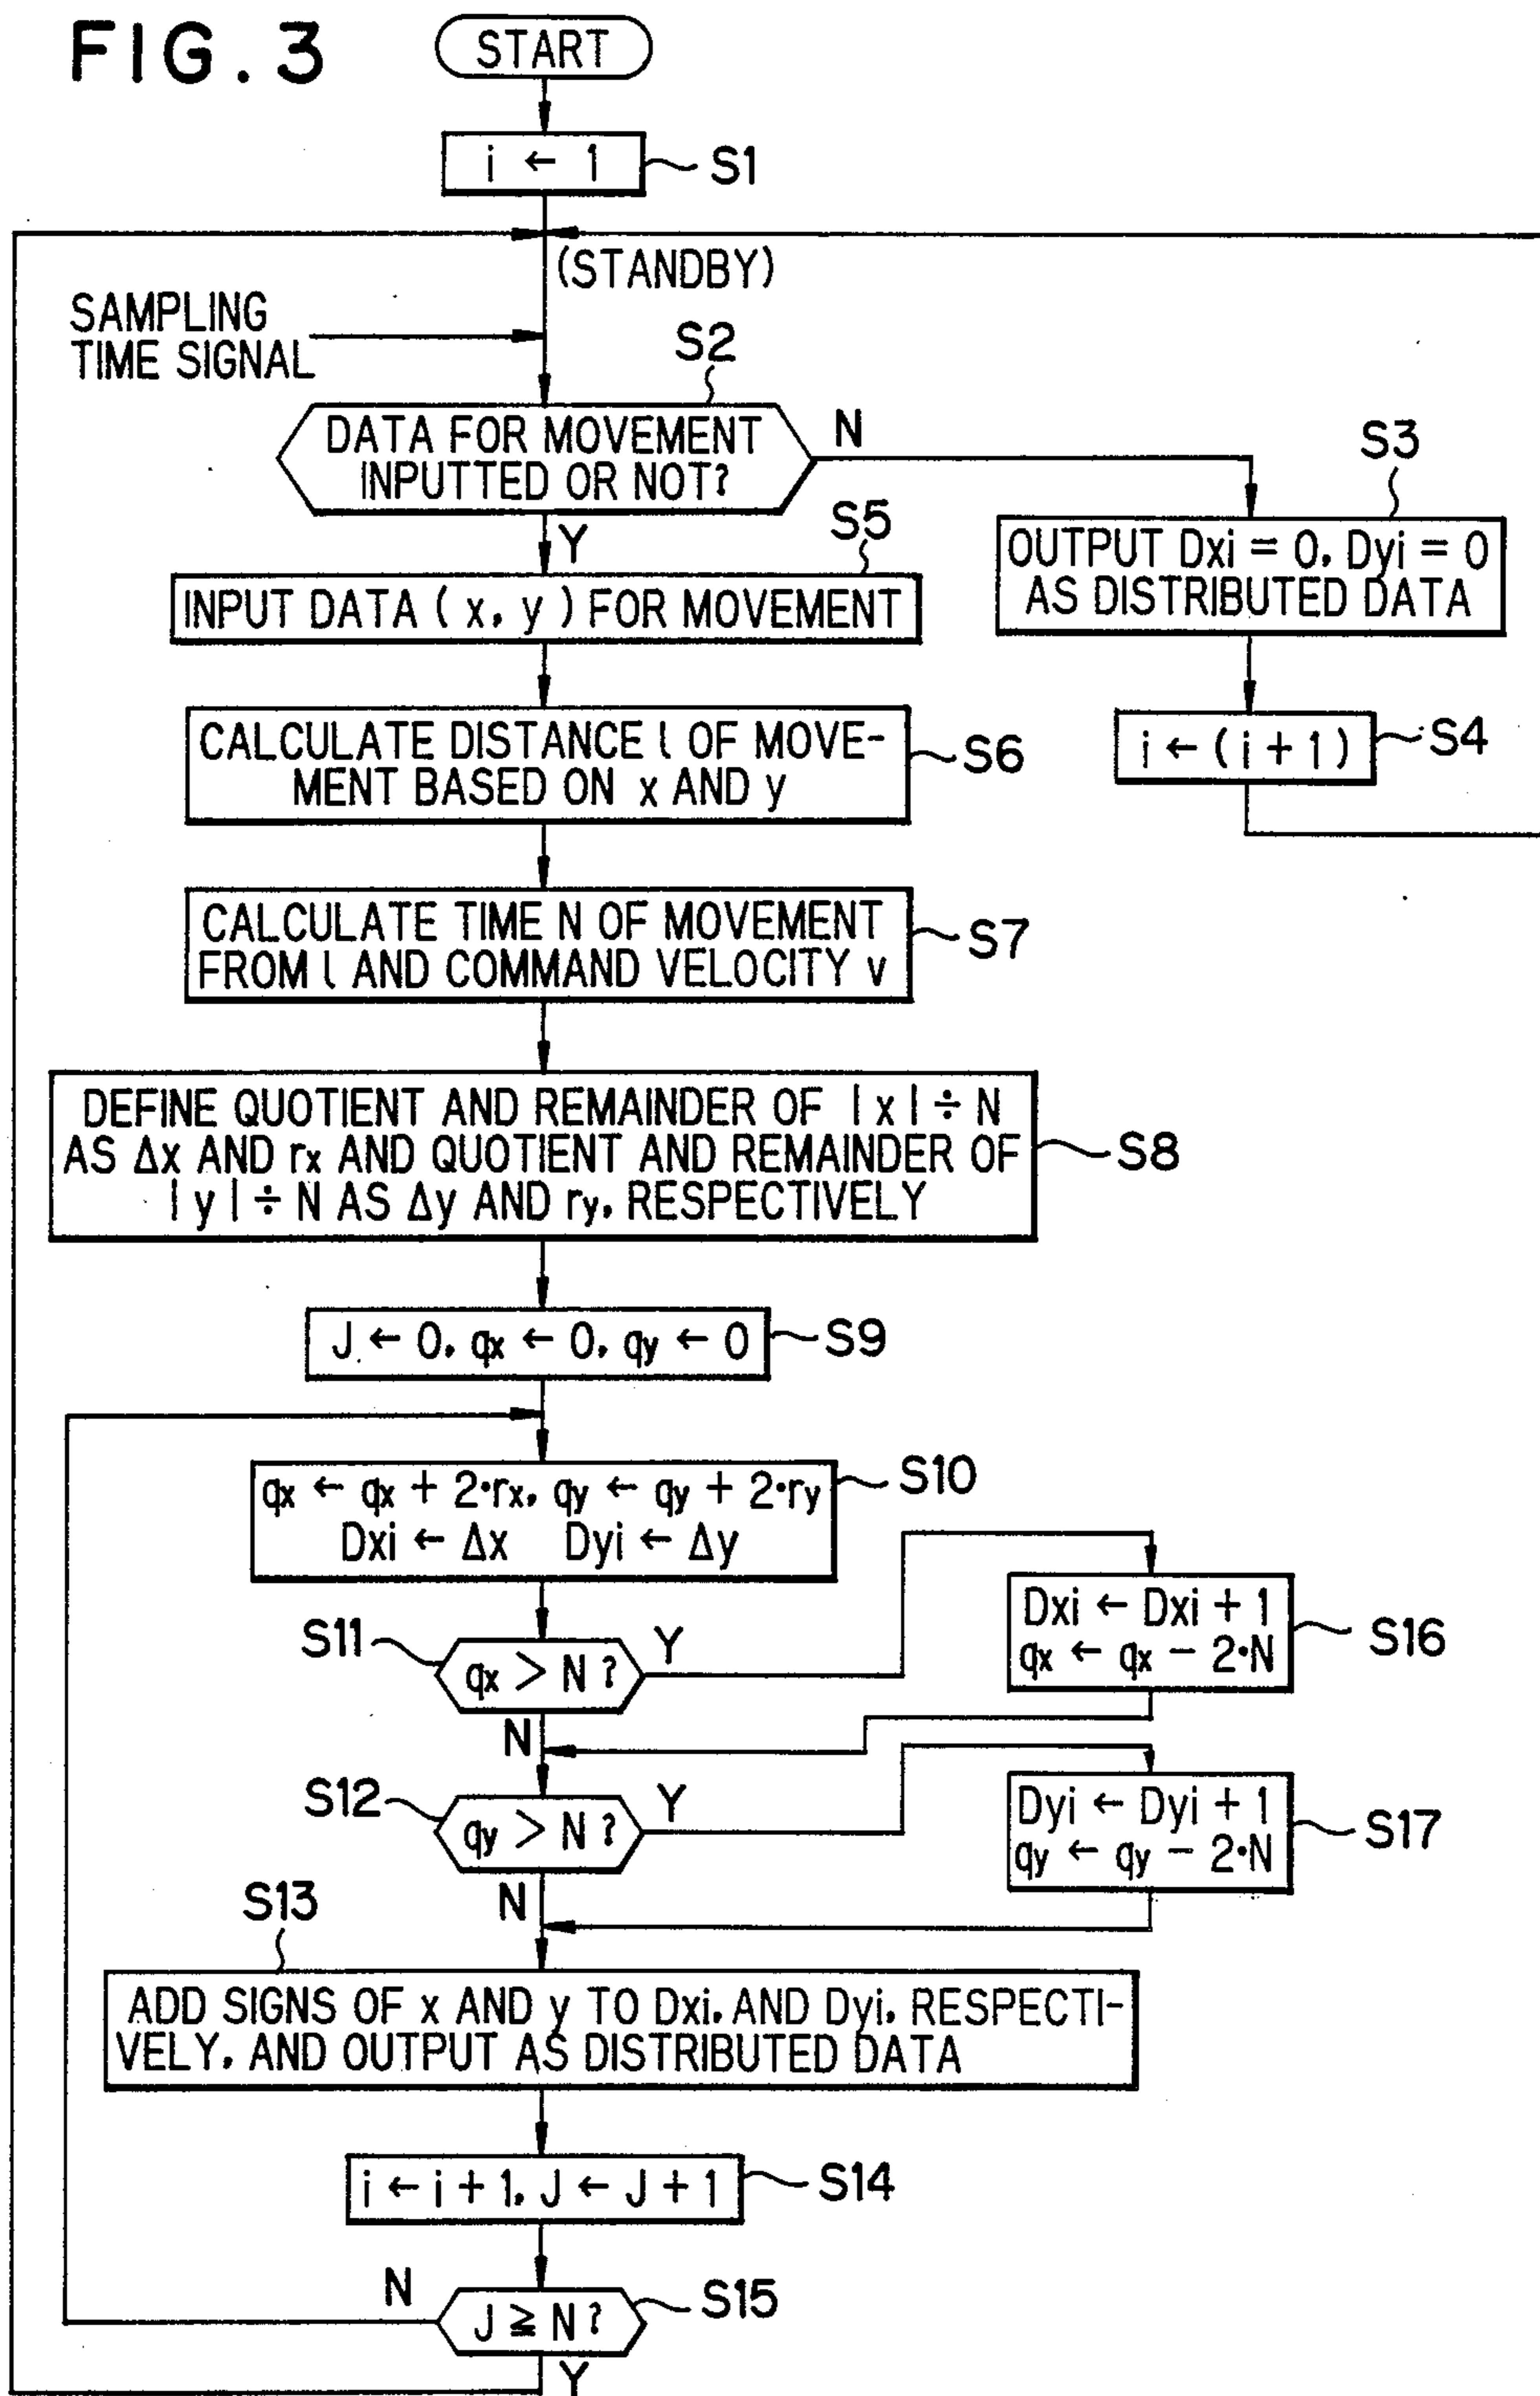 FIG. 3
START
i ← 1
S1
(STANDBY)
SAMPLING
TIME SIGNAL
S2
DATA FOR MOVEMENT
INPUTTED OR NOT?
N
Y
S3
OUTPUT Dxi = 0, Dyi = 0
AS DISTRIBUTED DATA
S4
i ← (i + 1)
S5
INPUT DATA ( x, y ) FOR MOVEMENT
CALCULATE DISTANCE l OF MOVE-
MENT BASED ON x AND y
S6
CALCULATE TIME N OF MOVEMENT
FROM l AND COMMAND VELOCITY v
S7
DEFINE QUOTIENT AND REMAINDER OF | x | ÷ N
AS Δx AND rx AND QUOTIENT AND REMAINDER OF
| y | ÷ N AS Δy AND ry, RESPECTIVELY
S8
J ← 0, qx ← 0, qy ← 0
S9
qx ← qx + 2·rx, qy ← qy + 2·ry
Dxi ← Δx Dyi ← Δy
S10
S11
qx > N ?
Y
N
Dxi ← Dxi + 1
qx ← qx − 2·N
S16
S12
qy > N ?
Y
N
Dyi ← Dyi + 1
qy ← qy − 2·N
S17
S13
ADD SIGNS OF x AND y TO Dxi, AND Dyi, RESPECTI-
VELY, AND OUTPUT AS DISTRIBUTED DATA
i ← i + 1, J ← J + 1
S14
N
J ≧ N ?
S15
Y